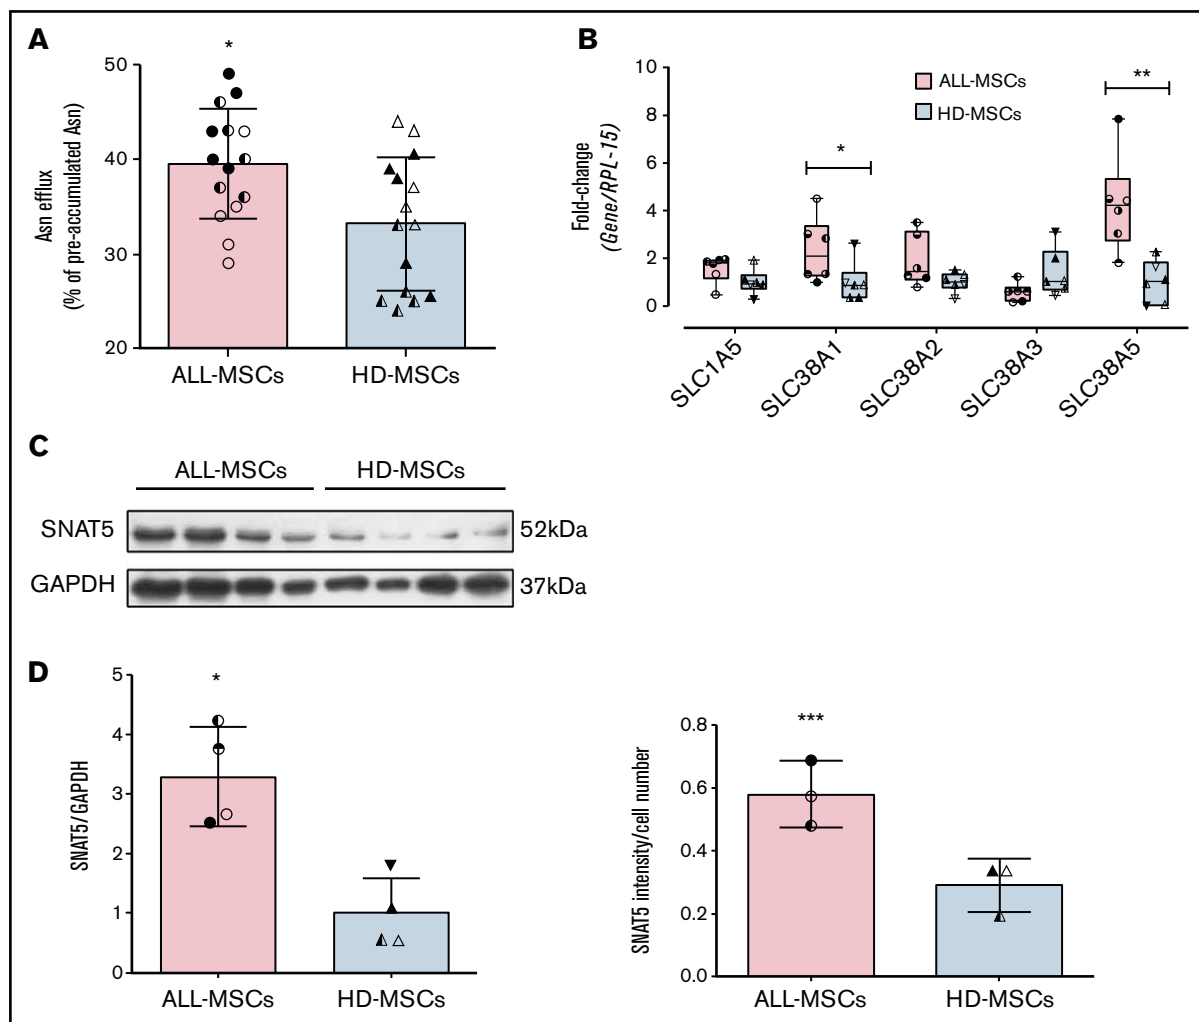 A
*
50
40
30
20
Asn efflux
(% of pre-accumulated Asn)
ALL-MSCs
HD-MSCs
B
10
8
6
4
2
0
Fold-change
(Gene/RPL-15)
ALL-MSCs
HD-MSCs
*
**
SLC1A5
SLC38A1
SLC38A2
SLC38A3
SLC38A5
C
ALL-MSCs
HD-MSCs
SNAT5
52kDa
GAPDH
37kDa
D
*
5
4
3
2
1
0
SNAT5/GAPDH
ALL-MSCs
HD-MSCs
***
0.8
0.6
0.4
0.2
0.0
SNAT5 intensity/cell number
ALL-MSCs
HD-MSCs